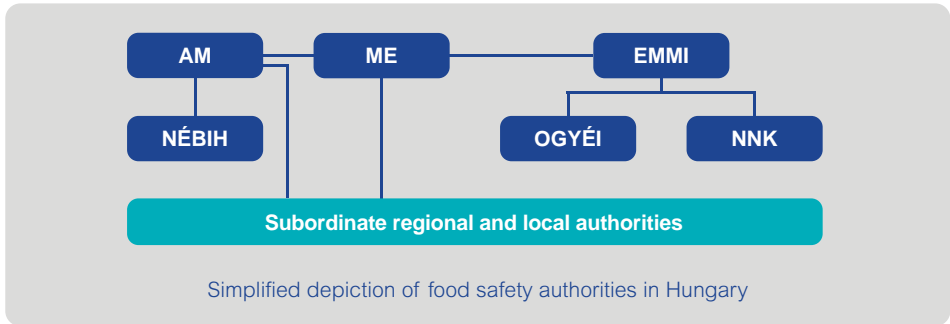 AM
ME
EMMI
NÉBIH
OGYÉI
NNK
Subordinate regional and local authorities
Simplified depiction of food safety authorities in Hungary